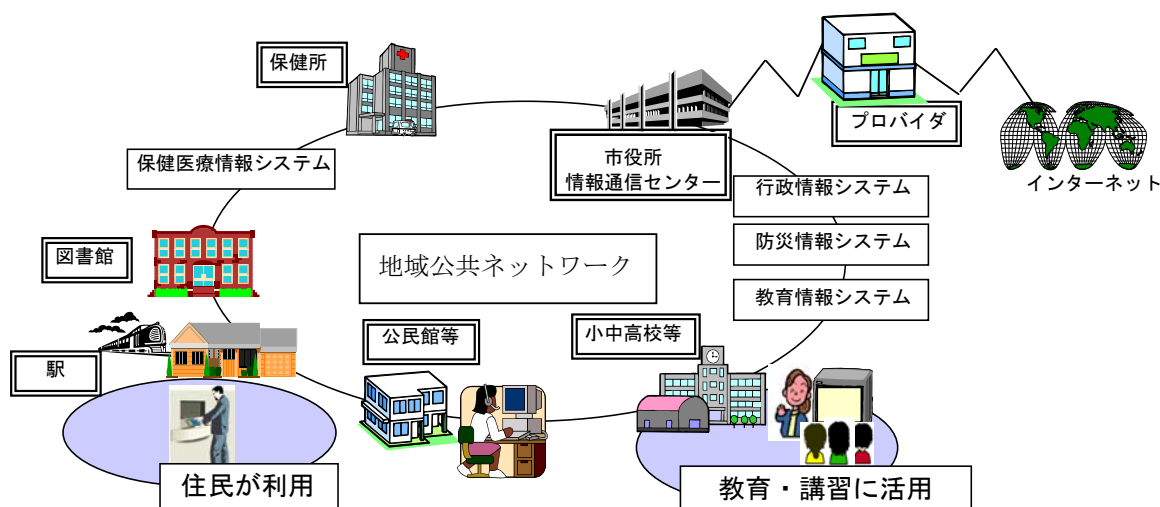 保健所
プロバイダ
市役所
情報通信センター
インターネット
保健医療情報システム
行政情報システム
図書館
防災情報システム
地域公共ネットワーク
教育情報システム
公民館等
小中高校等
駅
住民が利用
教育・講習に活用